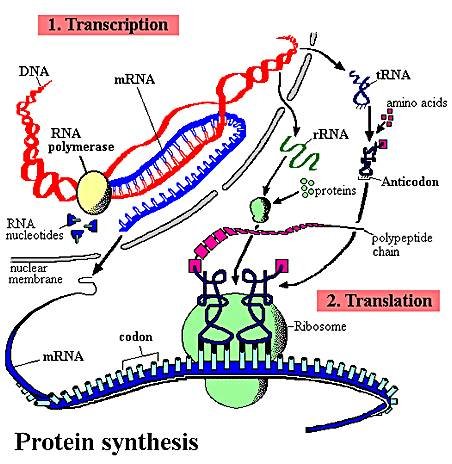 1. Transcription
DNA
mRNA
tRNA
amino acids
RNA
polymerase
rRNA
Anticodon
proteins
RNA
nucleotides
polypeptide
chain
nuclear
membrane
2. Translation
Ribosome
codon
mRNA
Protein synthesis